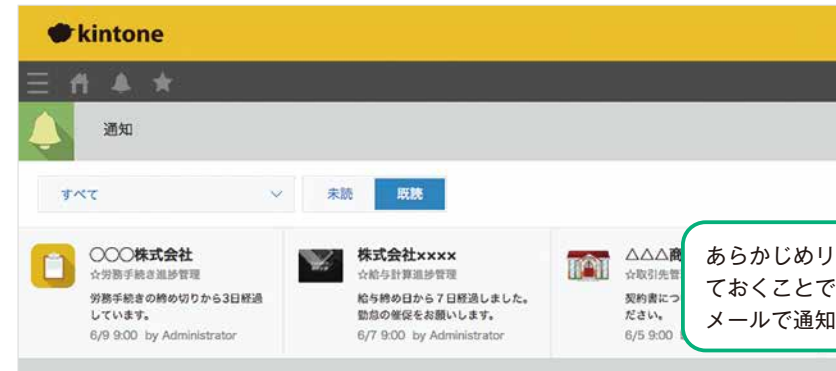 kintone
通知
すべて
未読
既読
〇〇〇株式会社
☆労務手続き進捗管理
労務手続きの締め切りから3日経過
しています。
6/9 9:00 by Administrator
株式会社xxxx
☆給与計算進捗管理
給与締め日から7日経過しました。
勤怠の催促をお願いします。
6/7 9:00 by Administrator
△△△商
☆取引先管
契約書につ
ださい。
6/5 9:00
あらかじめリ
ておくことで
メールで通知